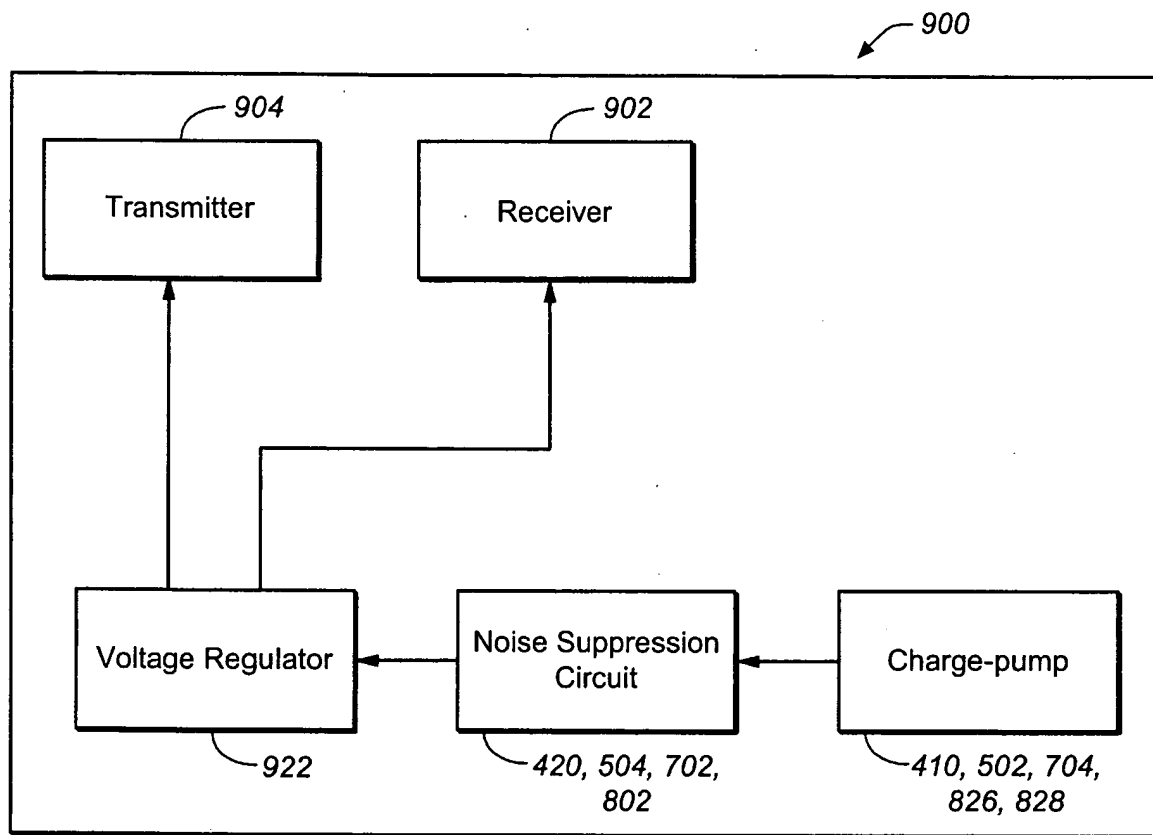 900
904
902
Transmitter
Receiver
Voltage Regulator
Noise Suppression
Circuit
Charge-pump
922
420, 504, 702,
802
410, 502, 704,
826, 828